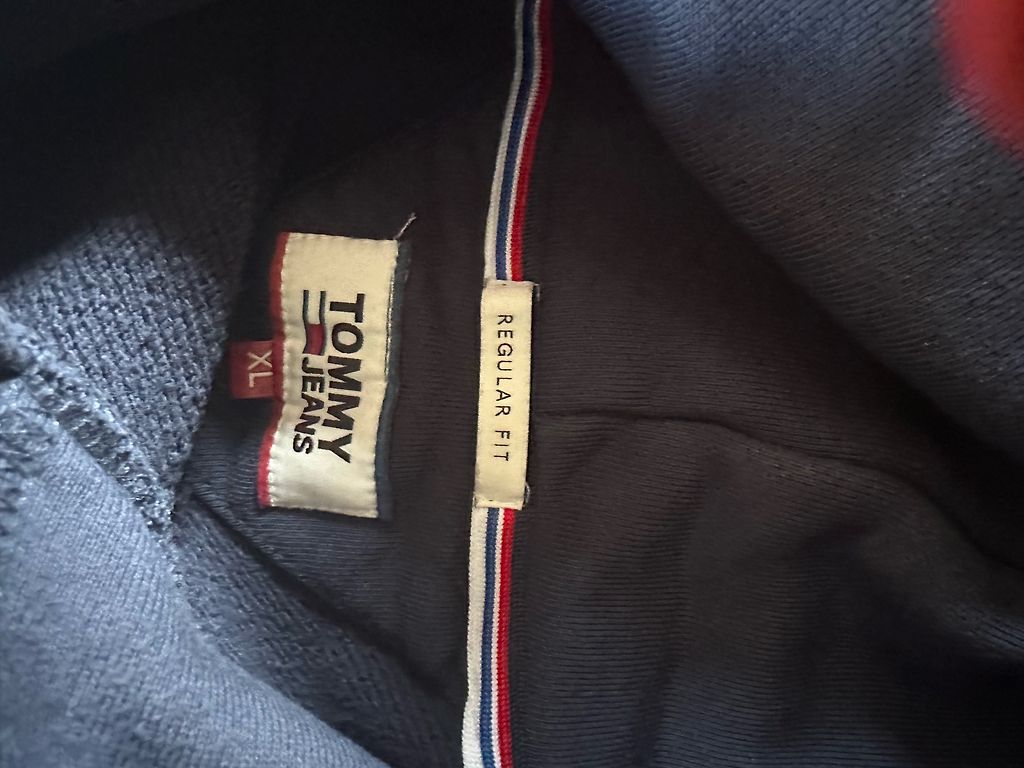 REGULAR FIT
TOMMY
JEANS
XL